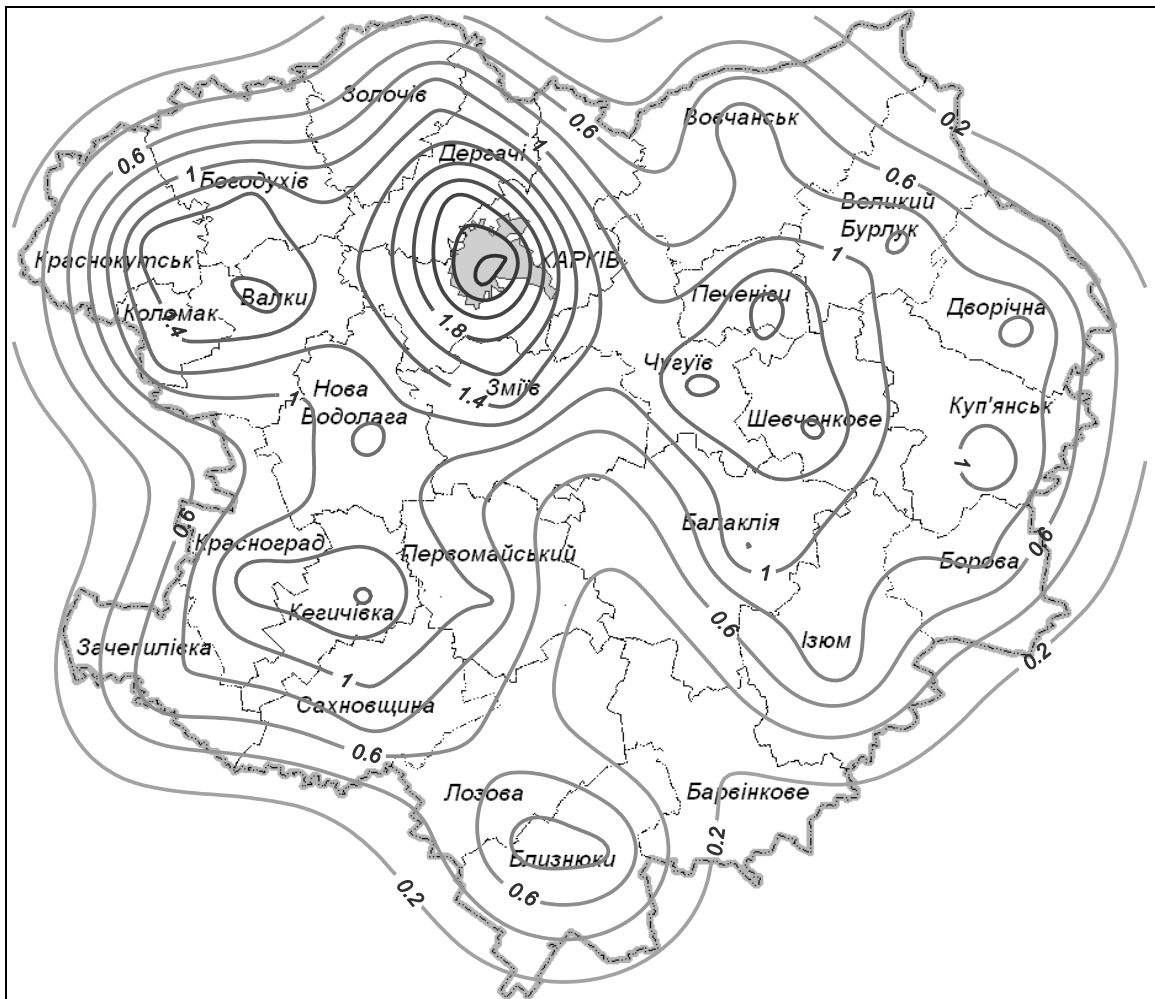 Золочів
Вовчанськ
0.2
0.6
0.6
1
Дергачі
1
0.6
Богодухів
Великий
Бурлук
Краснокутськ
ХАРКІВ
1
Валки
Печеніги
Дворічна
Коломак
1.4
1.8
Чугуїв
Зміїв
1.4
Нова
Водолага
1
Шевченкове
Куп'янськ
1
0.6
Красноград
Первомайський
Балаклія
0.6
Борова
1
Кегичівка
0.6
Зачепилівка
Ізюм
0.2
1
Сахновщина
0.6
Лозова
Барвінкове
0.2
Близнюки
0.2
0.6